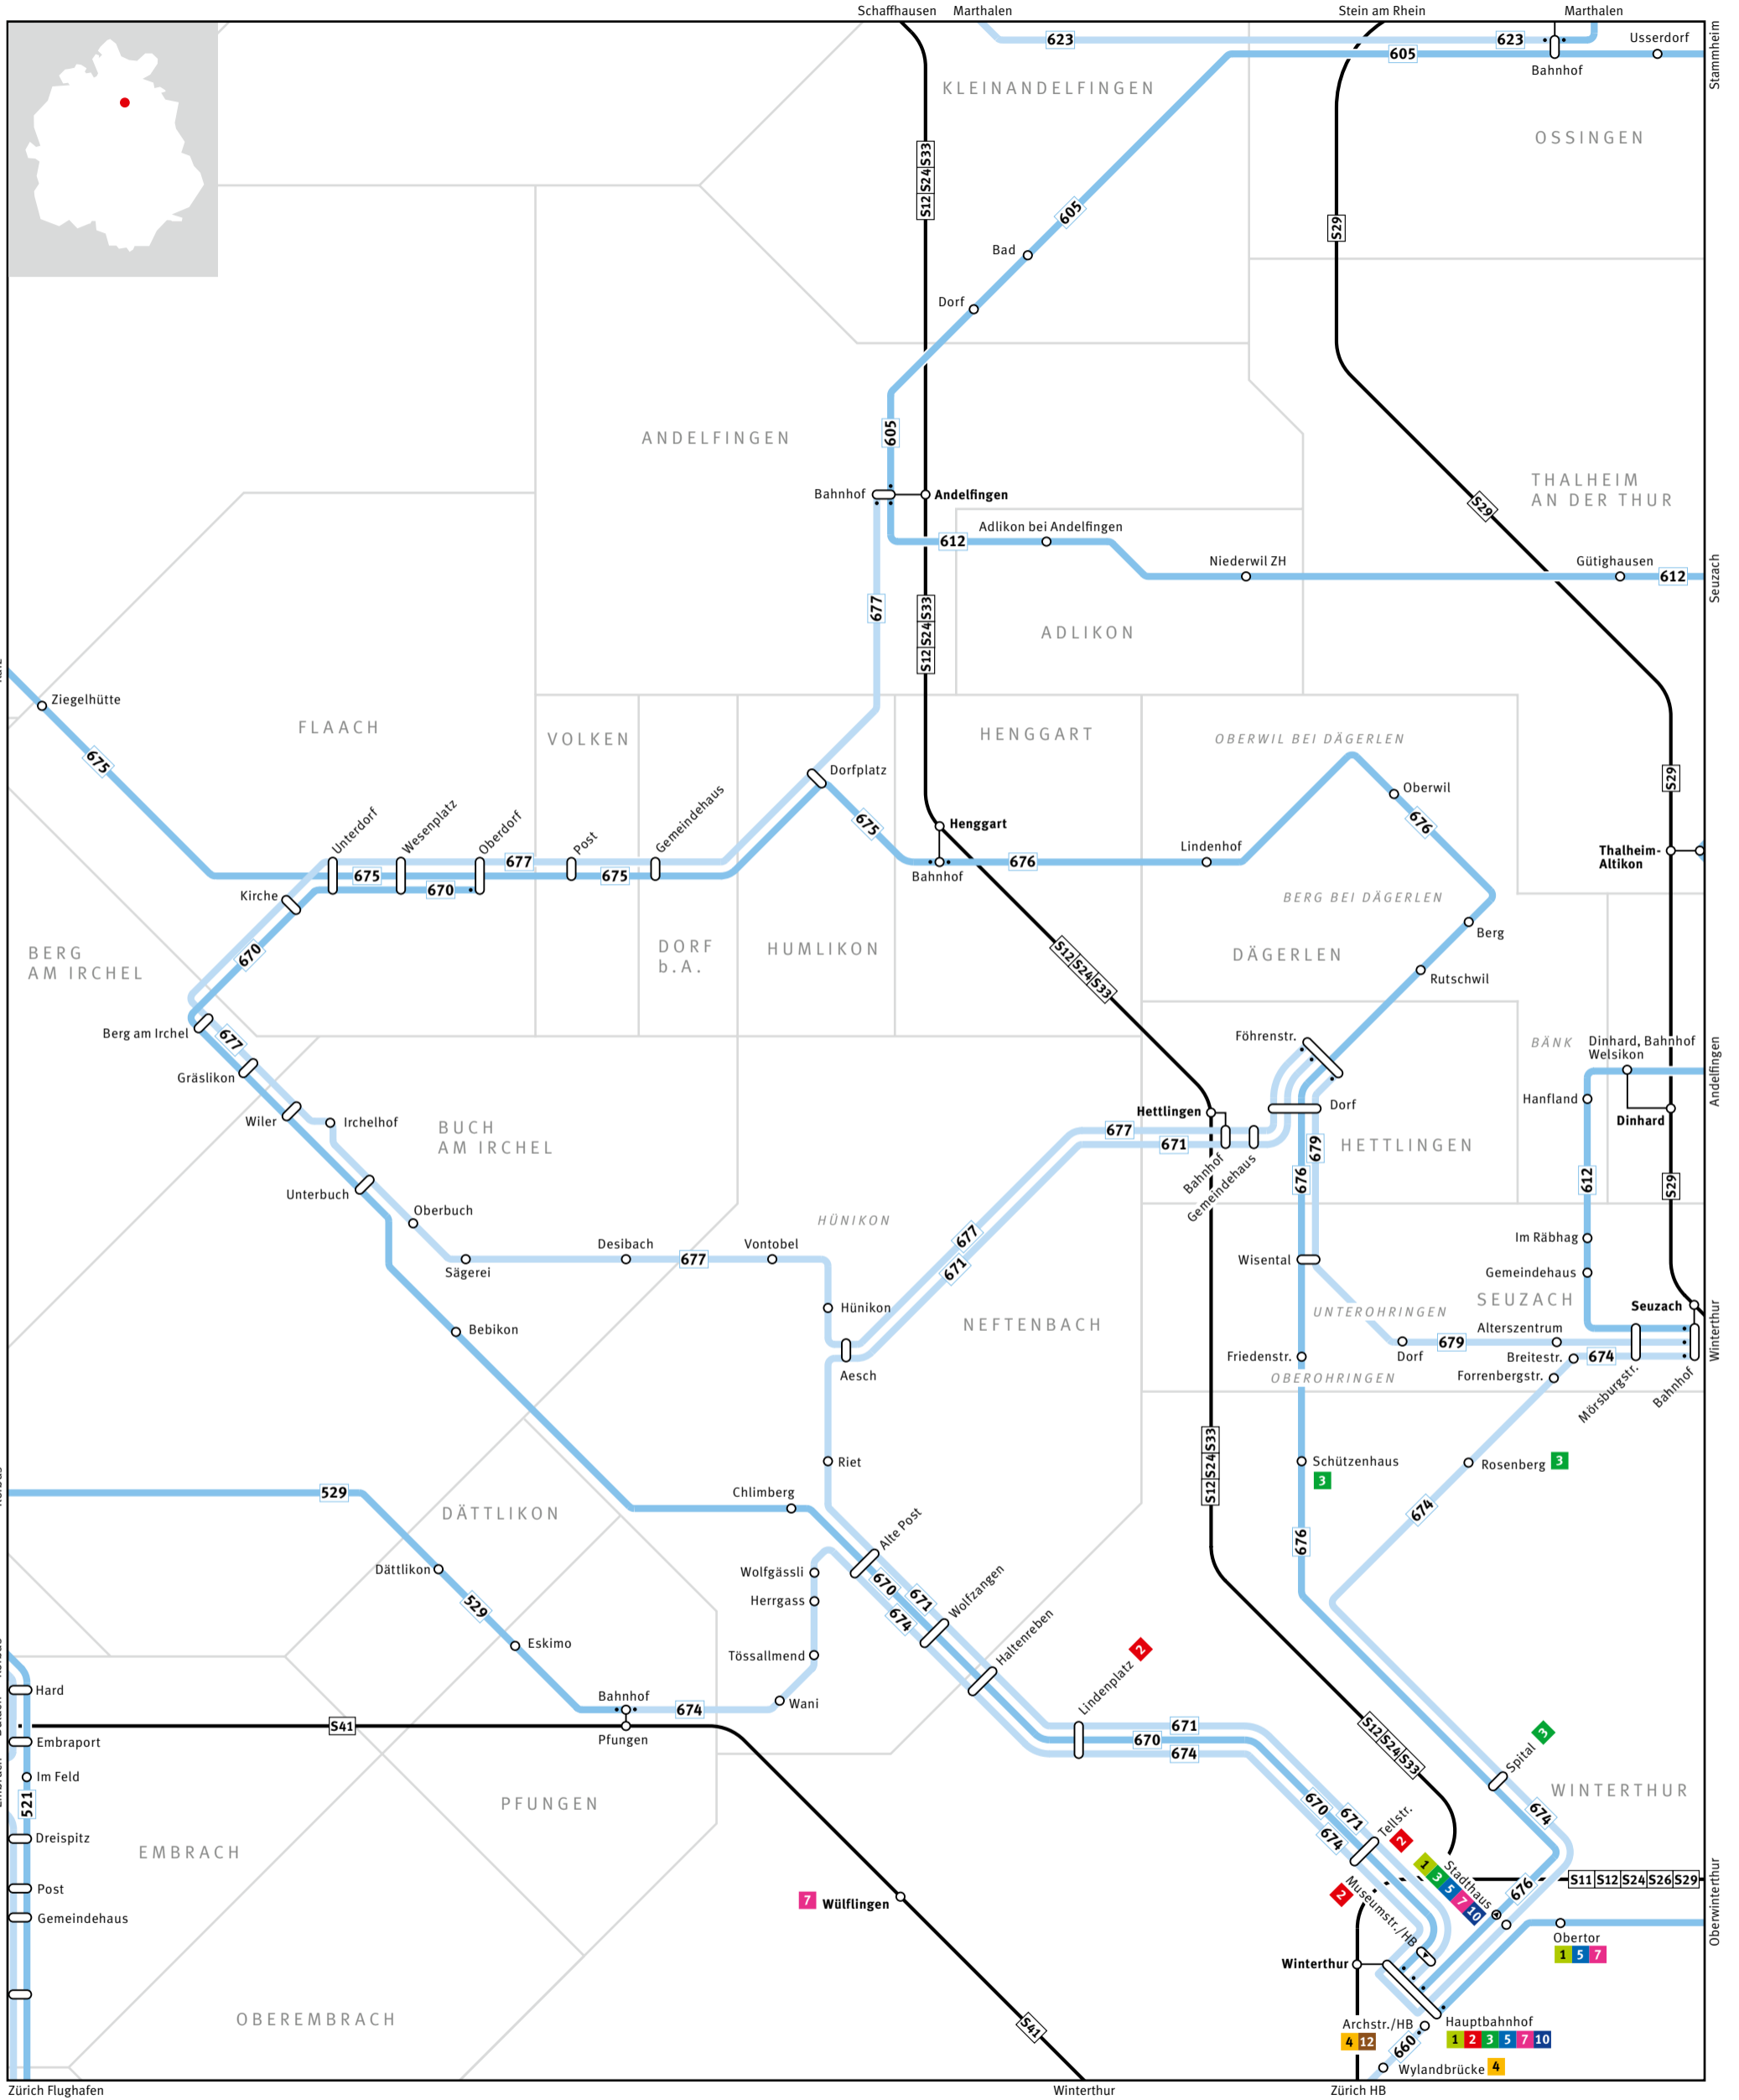 Schaffhausen
Marthalen
Stein am Rhein
Marthalen
623
623
605
Usserdorf
Bahnhof
Stammheim
KLEINANDELFINGEN
OSSINGEN
S12 S24 S33
605
S29
Bad
Dorf
ANDELFINGEN
605
THALHEIM
AN DER THUR
Bahnhof
Andelfingen
S29
Adlikon bei Andelfingen
612
Niederwil ZH
Gütighausen
612
Seuzach
677
S12 S24 S33
ADLIKON
Ziegelhütte
FLAACH
VOLKEN
HENGGART
OBERWIL BEI DÄGERLEN
675
Dorfplatz
Oberwil
S29
676
Unterdorf
Wesenplatz
Oberdorf
Post
Gemeindehaus
675
Henggart
Lindenhof
Thalheim-
Altikon
677
676
675
675
Bahnhof
670
Kirche
BERG BEI DÄGERLEN
Berg
BERG
AM IRCHEL
670
DORF
b.A.
HUMLIKON
DÄGERLEN
S12 S24 S33
Rutschwil
Berg am Irchel
677
Föhrenstr.
BÄNK
Dinhard, Bahnhof
Welsikon
Andelfingen
Gräslikon
Hanfland
Wiler
Irchelhof
Hettlingen
Dorf
Dinhard
BUCH
AM IRCHEL
677
671
679
HETTLINGEN
Bahnhof
Gemeindehaus
676
612
S29
Unterbuch
Oberbuch
HÜNIKON
677
671
Im Räbhag
Desibach
677
Vontobel
Wisental
Sägerei
Gemeindehaus
SEUZACH
Hünikon
UNTEROHRINGEN
Seuzach
NEFTENBACH
Bebikon
Alterszentrum
679
Winterthur
Friedenstr.
Dorf
Breitestr.
674
Aesch
OBEROHRINGEN
Forrenbergstr.
Mörsburgstr.
Bahnhof
S12 S24 S33
Riet
Schützenhaus
3
Rosenberg
3
529
Chlimberg
DÄTTLIKON
674
Alte Post
676
Dättlikon
Wolfgässli
670
671
Wolfzangen
529
Herrgass
674
Haltenreben
Eskimo
Tössallmend
2
Lindenplatz
Hard
Bahnhof
674
Wani
S41
671
670
674
Pfungen
Embraport
S12 S24 S33
3
Spital
Im Feld
521
PFUNGEN
WINTERTHUR
670
671
674
Tellstr.
2
674
Dreispitz
EMBRACH
1 3 5 7 10
Stadthaus
S11 S12 S24 S26 S29
Post
7
Wülflingen
2
Museumstr./HB
676
Gemeindehaus
Obertor
1 5 7
Oberwinterthur
Winterthur
OBEREMBRACH
S41
Archstr./HB
4 12
Hauptbahnhof
1 2 3 5 7 10
660
Wylandbrücke
4
Zürich Flughafen
Winterthur
Zürich HB